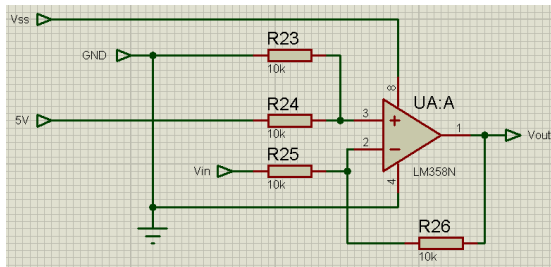 Vss
R23
GND
10k
8
UA:A
R24
5V
3
10k
+
1
Vout
R25
2
−
Vin
10k
4
LM358N
R26
10k